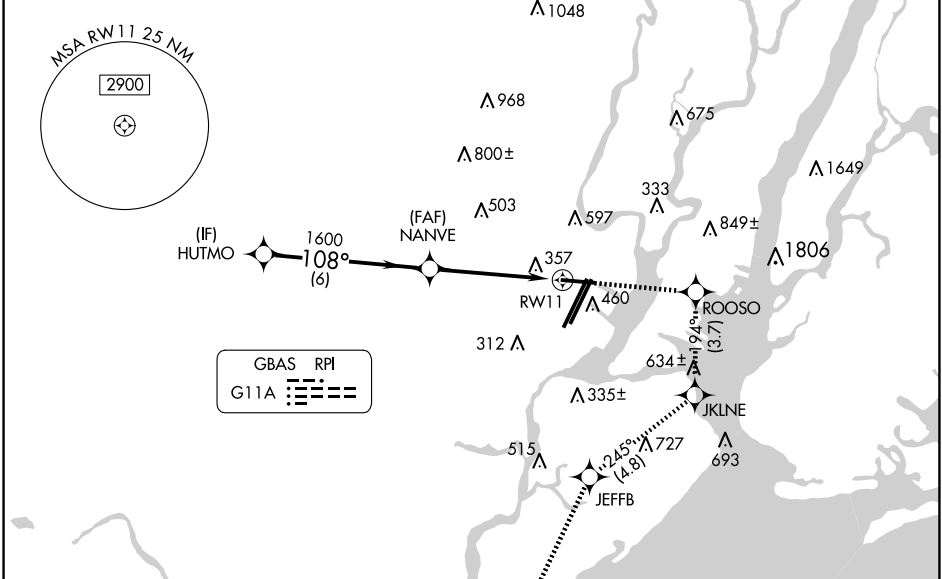 1048
MSA RW11 25 NM
2900
968
675
800±
1649
333
503
597
849±
(IF)
HUTMO
1600
108°
(6)
(FAF)
NANVE
1806
357
RW11
460
ROOSO
194°
(3.7)
312
634±
GBAS RPI
G11A
335±
JKLNE
515
245°
(4.8)
727
693
JEFFB